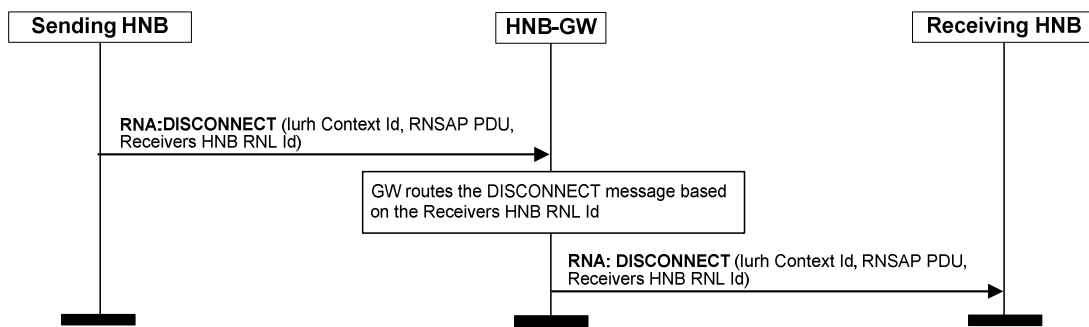 Sending HNB
HNB-GW
Receiving HNB
RNA:DISCONNECT (Iurh Context Id, RNSAP PDU,
Receivers HNB RNL Id)
GW routes the DISCONNECT message based
on the Receivers HNB RNL Id
RNA: DISCONNECT (Iurh Context Id, RNSAP PDU,
Receivers HNB RNL Id)